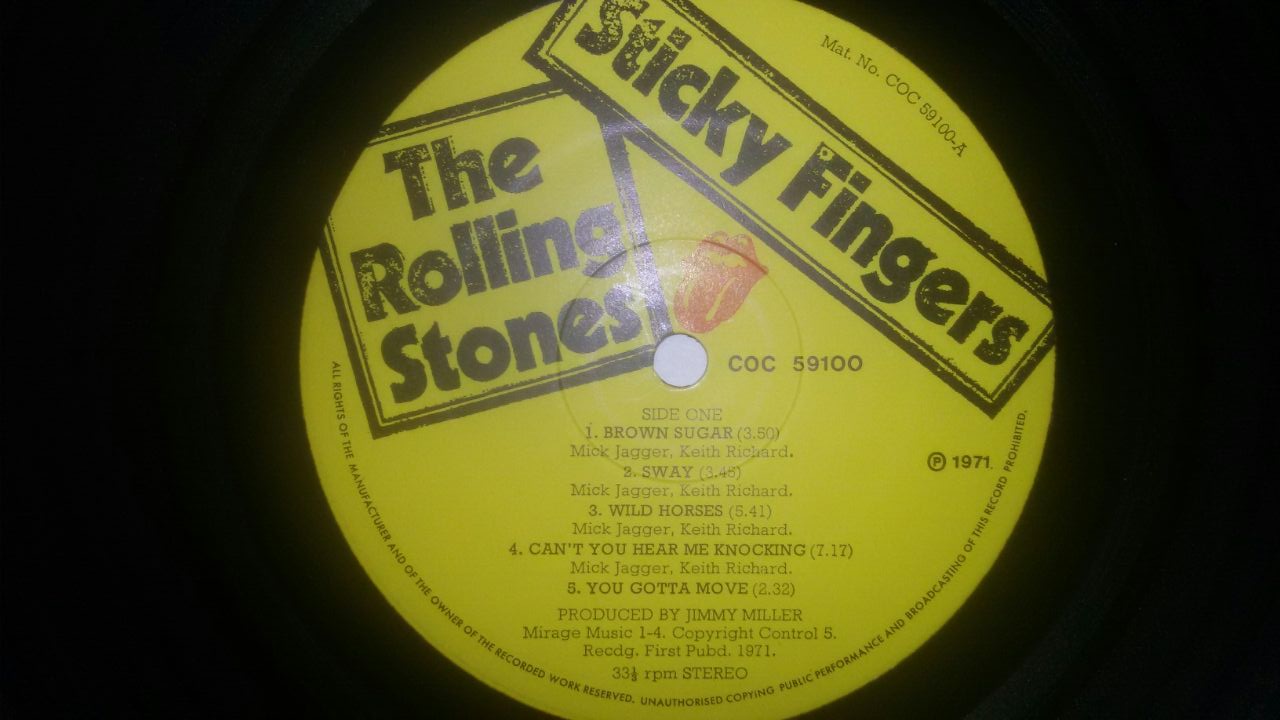 The
Rolling
Stones
Sticky Fingers
Mat. No. COC 59100-A
COC 59100
SIDE ONE
1. BROWN SUGAR (3.50)
Mick Jagger, Keith Richard.
2. SWAY (3.45)
Mick Jagger, Keith Richard.
3. WILD HORSES (5.41)
Mick Jagger, Keith Richard.
4. CAN'T YOU HEAR ME KNOCKING (7.17)
Mick Jagger, Keith Richard.
5. YOU GOTTA MOVE (2.32)
PRODUCED BY JIMMY MILLER
Mirage Music 1-4. Copyright Control 5.
Recdg. First Pubd. 1971.
33⅓ rpm STEREO
℗ 1971.
ALL RIGHTS OF THE MANUFACTURER AND OF THE OWNER OF THE RECORDED WORK RESERVED. UNAUTHORISED COPYING PUBLIC PERFORMANCE AND BROADCASTING OF THIS RECORD PROHIBITED.